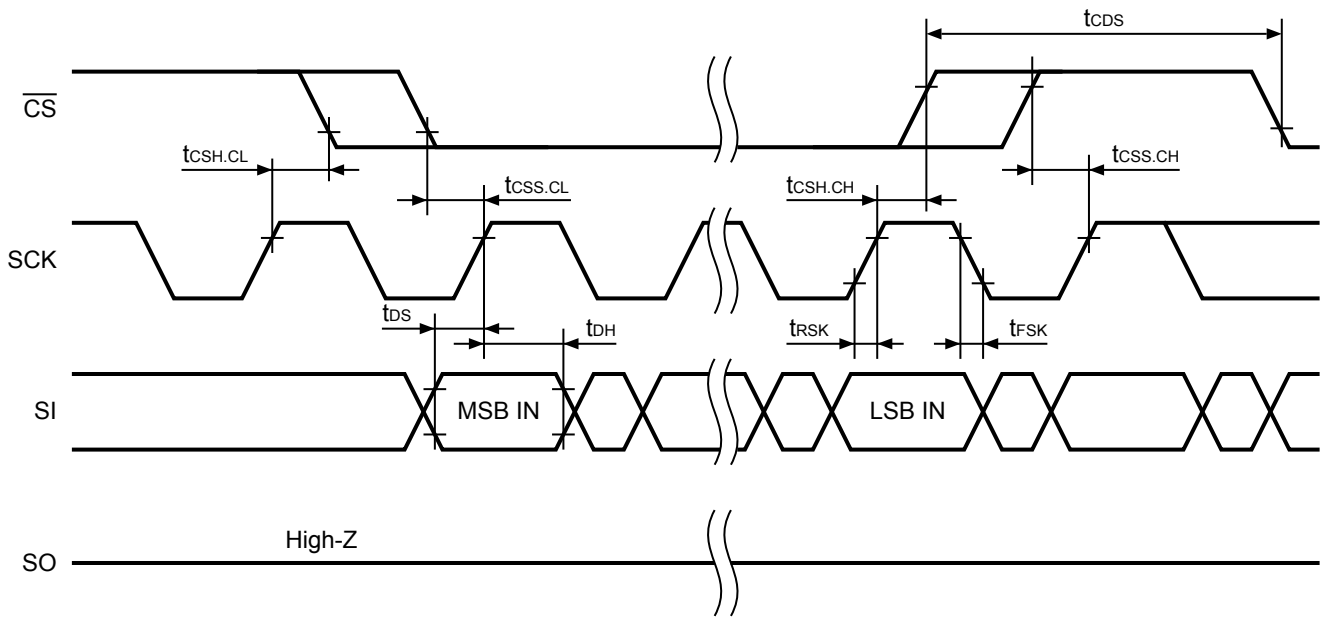 tCDS
CS
tCSH.CL
tCSS.CL
tCSH.CH
tCSS.CH
SCK
tDS
tDH
tRSK
tFSK
SI
MSB IN
LSB IN
High-Z
SO